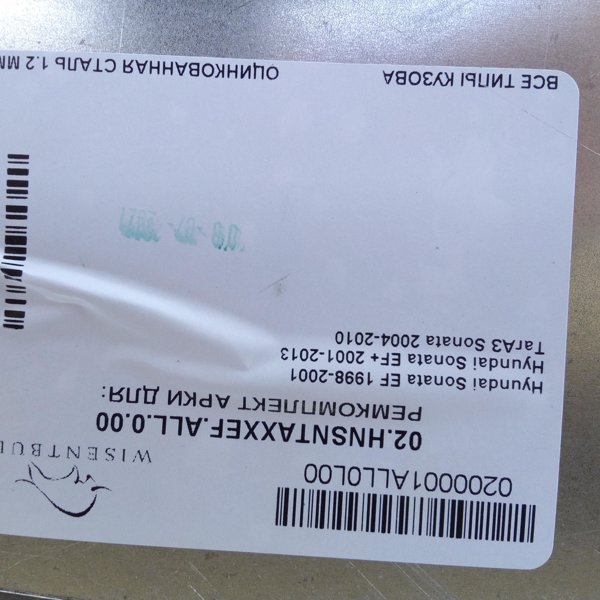 0200001ALL0L00
WISENTBU
02.HNSNTAXXEF.ALL.0.00
РЕМКОМПЛЕКТ АРКИ ДЛЯ:
Hyundai Sonata EF 1998-2001
Hyundai Sonata EF+ 2001-2013
ТагАЗ Sonata 2004-2010
ВСЕ ТИПЫ КУЗОВА
ОЦИНКОВАННАЯ СТАЛЬ 1.2 ММ